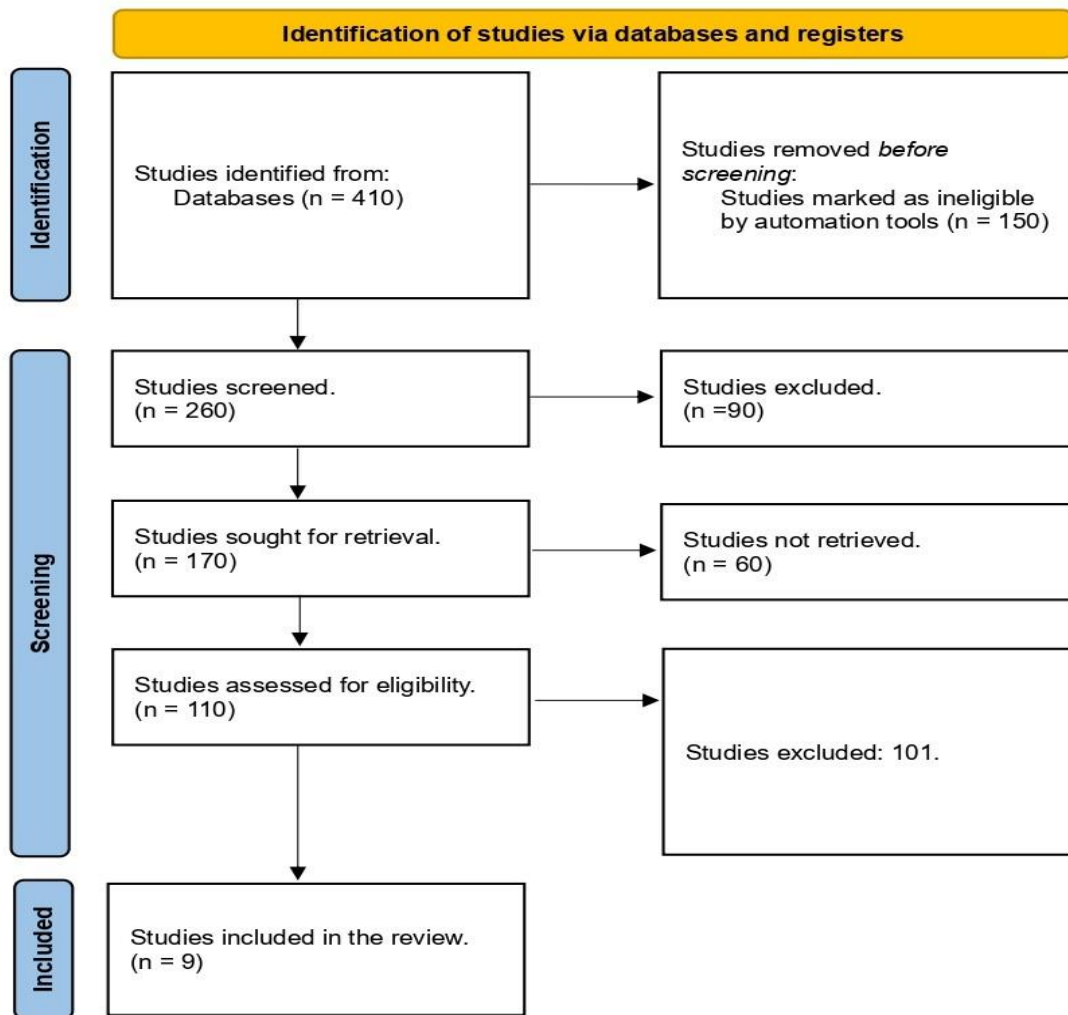 Identification of studies via databases and registers
Identification
Studies identified from:
Databases (n = 410)
Studies removed before
screening:
Studies marked as ineligible
by automation tools (n = 150)
Screening
Studies screened.
(n = 260)
Studies excluded.
(n =90)
Studies sought for retrieval.
(n = 170)
Studies not retrieved.
(n = 60)
Studies assessed for eligibility.
(n = 110)
Studies excluded: 101.
Included
Studies included in the review.
(n = 9)